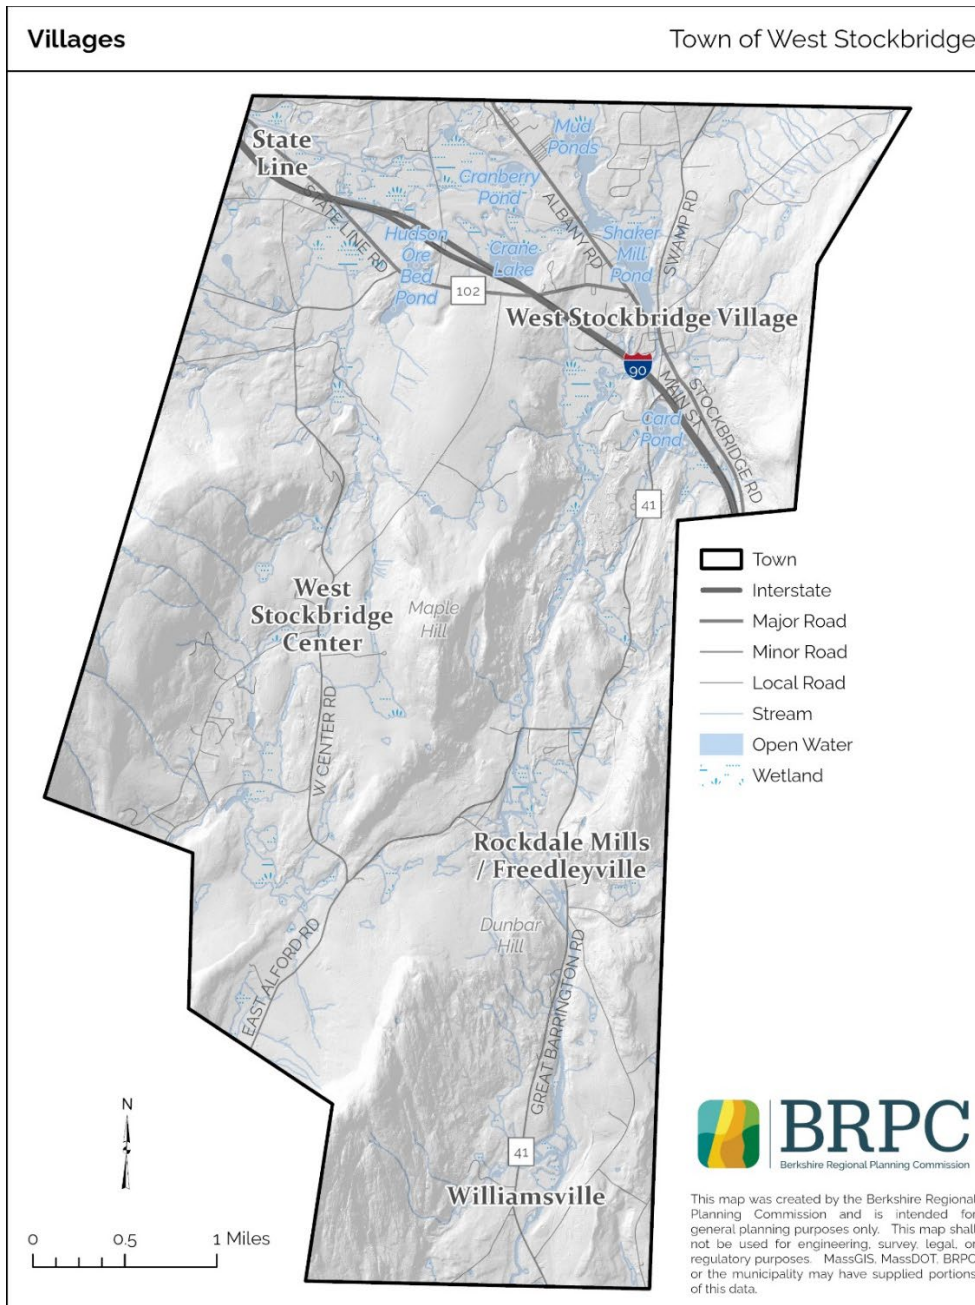 Villages
Town of West Stockbridge
State
Line
Mud
Ponds
Cranberry
Pond
ALBANY RD
SWAMP RD
STATE LINE RD
Hudson
Ore
Bed
Pond
Crane
Lake
Shaker
Mill
Pond
102
West Stockbridge Village
90
MAIN ST
STOCKBRIDGE RD
Card
Pond
41
West
Stockbridge
Center
Maple
Hill
W CENTER RD
Rockdale Mills
/ Freedleyville
Dunbar
Hill
EAST ALFORD RD
GREAT BARRINGTON RD
41
Williamsville
Town
Interstate
Major Road
Minor Road
Local Road
Stream
Open Water
Wetland
N
0 0.5 1 Miles
BRPC
Berkshire Regional Planning Commission
This map was created by the Berkshire Regional
Planning Commission and is intended for
general planning purposes only. This map shall
not be used for engineering, survey, legal, or
regulatory purposes. MassGIS, MassDOT, BRPC
or the municipality may have supplied portions
of this data.